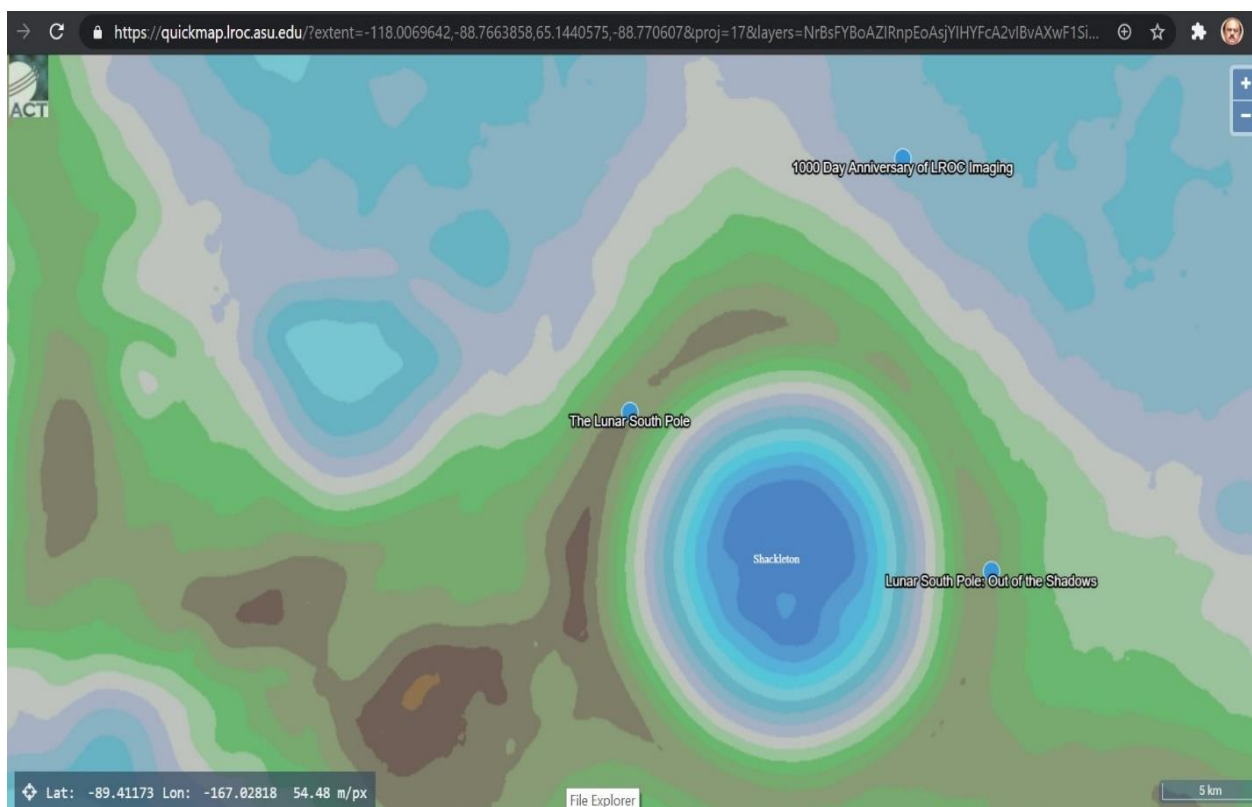 https://quickmap.lroc.asu.edu/?extent=-118.0069642,-88.7663858,65.1440575,-88.770607&proj=17&layers=NrBsFYBoAZIRnpEoAsjYIHYFcA2vIBvAXwF1Si...
ACT
+
−
1000 Day Anniversary of LROC Imaging
The Lunar South Pole
Shackleton
Lunar South Pole: Out of the Shadows
Lat: -89.41173 Lon: -167.02818 54.48 m/px
5 km
File Explorer